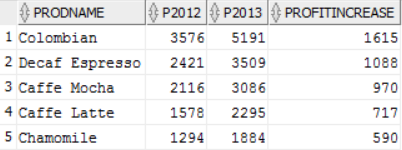 PRODNAME P2012 P2013 PROFITINCREASE
1 Colombian 3576 5191 1615
2 Decaf Espresso 2421 3509 1088
3 Caffe Mocha 2116 3086 970
4 Caffe Latte 1578 2295 717
5 Chamomile 1294 1884 590